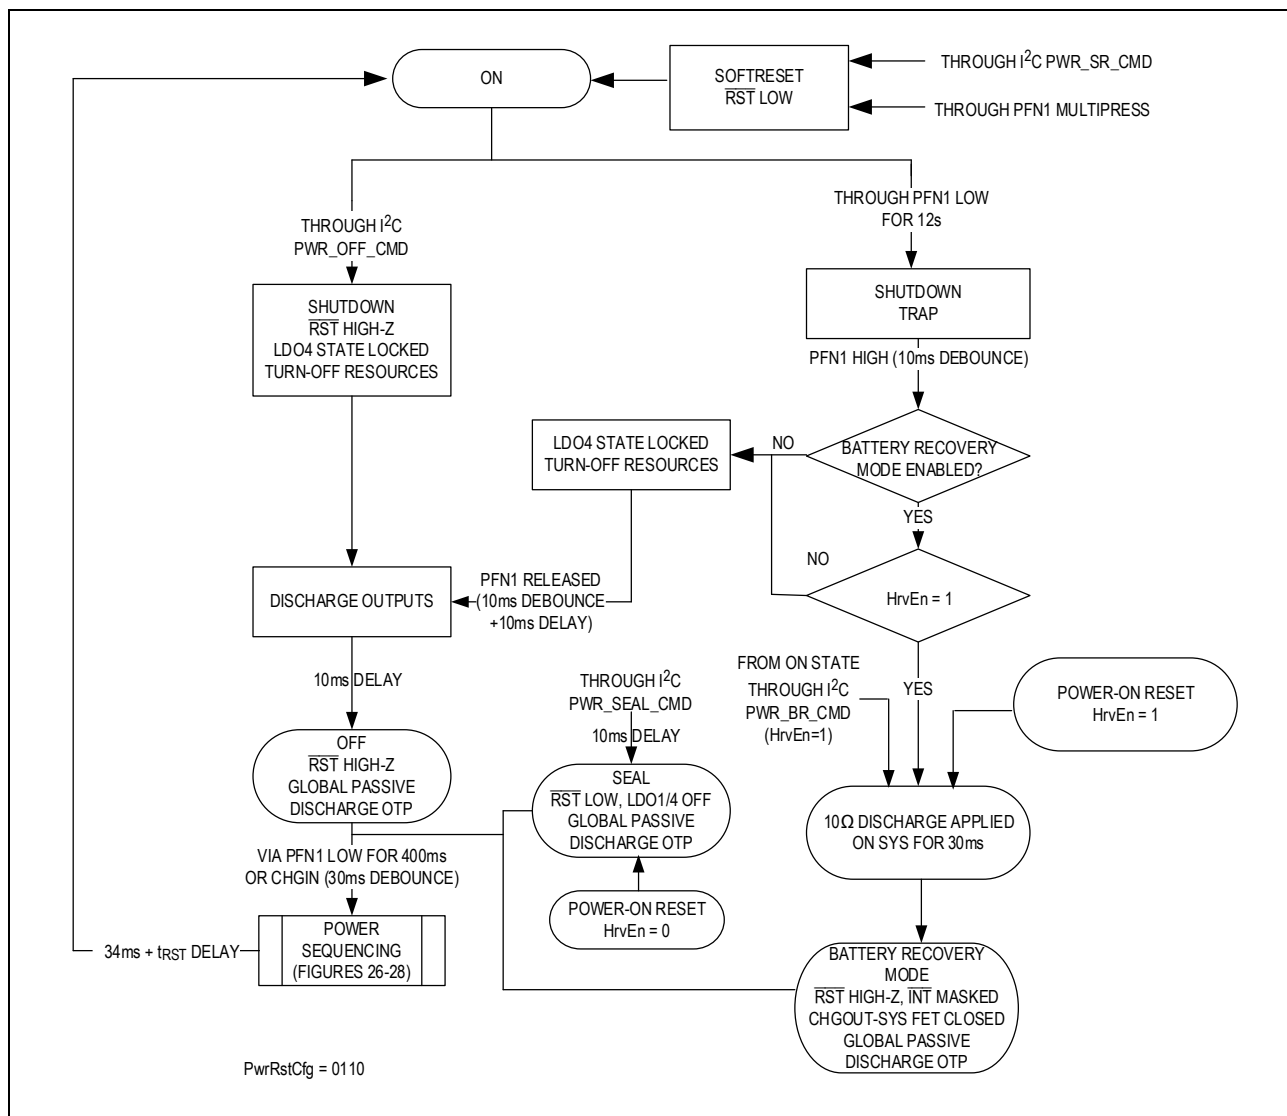 ON
SOFTRESET
RST LOW
THROUGH I2C PWR_SR_CMD
THROUGH PFN1 MULTIPRESS
THROUGH I2C
PWR_OFF_CMD
THROUGH PFN1 LOW
FOR 12s
SHUTDOWN
RST HIGH-Z
LDO4 STATE LOCKED
TURN-OFF RESOURCES
SHUTDOWN
TRAP
PFN1 HIGH (10ms DEBOUNCE)
LDO4 STATE LOCKED
TURN-OFF RESOURCES
NO
BATTERY RECOVERY
MODE ENABLED?
YES
NO
HrvEn = 1
DISCHARGE OUTPUTS
PFN1 RELEASED
(10ms DEBOUNCE
+10ms DELAY)
10ms DELAY
THROUGH I2C
PWR_SEAL_CMD
10ms DELAY
FROM ON STATE
THROUGH I2C
PWR_BR_CMD
(HrvEn=1)
YES
POWER-ON RESET
HrvEn = 1
OFF
RST HIGH-Z
GLOBAL PASSIVE
DISCHARGE OTP
SEAL
RST LOW, LDO1/4 OFF
GLOBAL PASSIVE
DISCHARGE OTP
10Ω DISCHARGE APPLIED
ON SYS FOR 30ms
VIA PFN1 LOW FOR 400ms
OR CHGIN (30ms DEBOUNCE)
POWER-ON RESET
HrvEn = 0
34ms + tRST DELAY
POWER
SEQUENCING
(FIGURES 26-28)
BATTERY RECOVERY
MODE
RST HIGH-Z, INT MASKED
CHGOUT-SYS FET CLOSED
GLOBAL PASSIVE
DISCHARGE OTP
PwrRstCfg = 0110